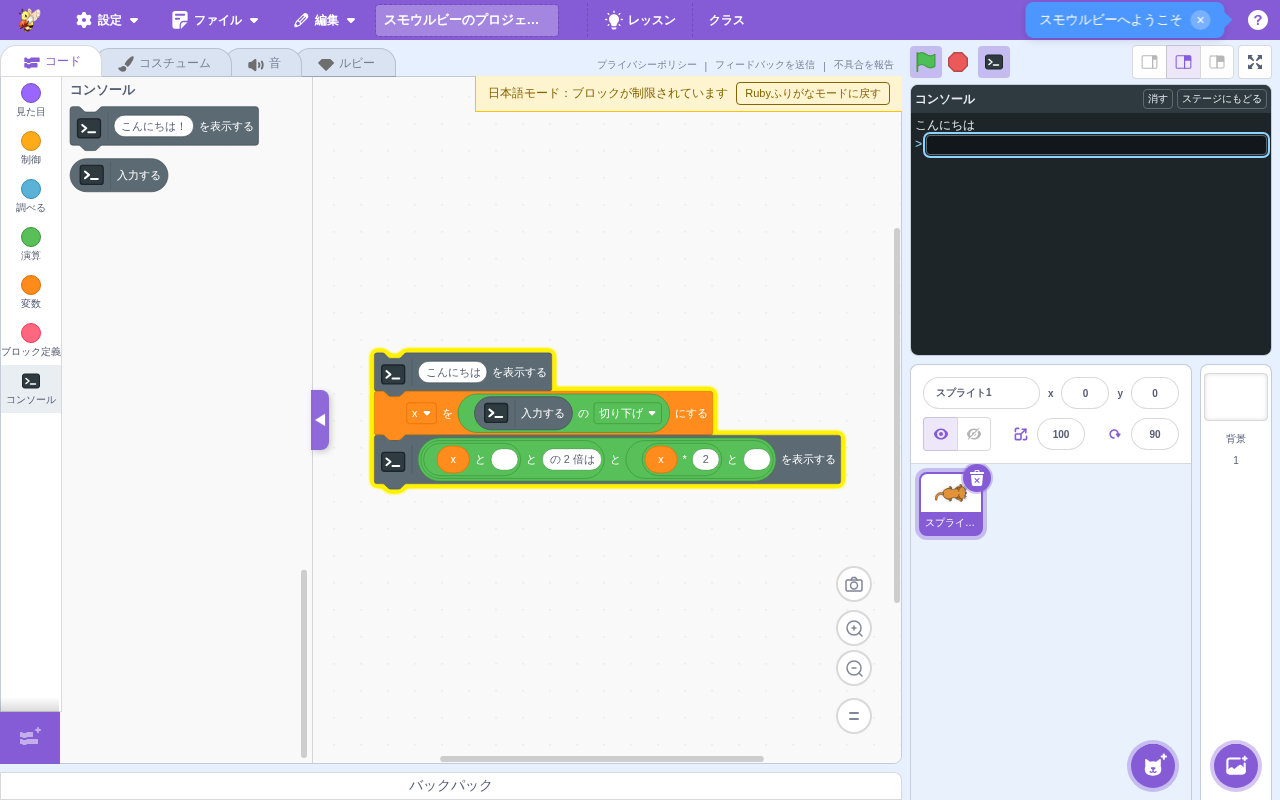 設定 ファイル 編集 スモウルビーのプロジェ… レッスン クラス スモウルビーへようこそ × ?
コード コスチューム 音 ルビー
プライバシーポリシー | フィードバックを送信 | 不具合を報告
見た目
制御
調べる
演算
変数
ブロック定義
コンソール
コンソール
こんにちは! を表示する
入力する
日本語モード:ブロックが制限されています Rubyふりがなモードに戻す
こんにちは を表示する
x を 入力する の 切り下げ にする
x と と の 2 倍は と x * 2 と を表示する
コンソール 消す ステージにもどる
こんにちは
>
スプライト1 x 0 y 0
100 90
スプライ…
背景
1
バックパック